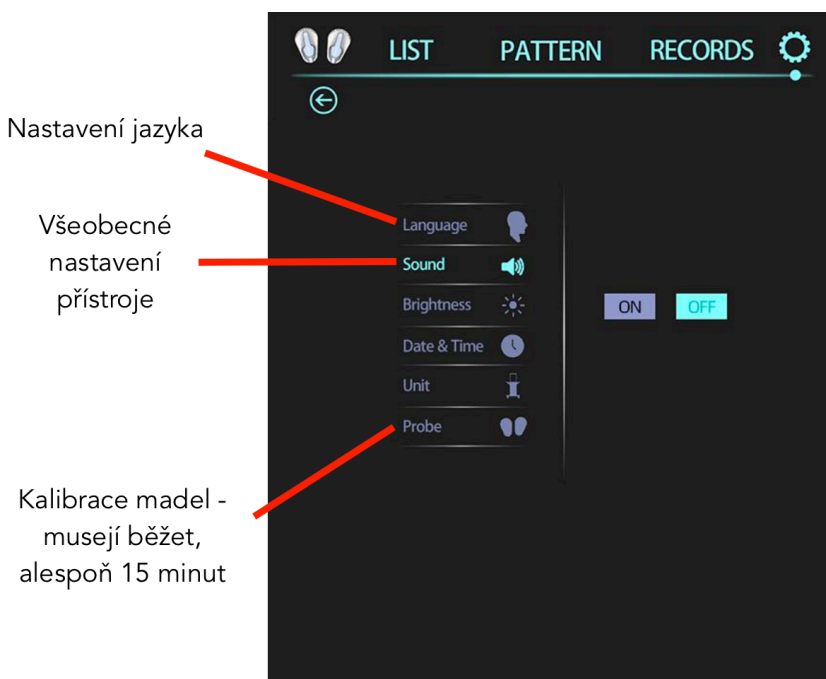 LIST PATTERN RECORDS
Nastavení jazyka
Všeobecné
nastavení
přístroje
Kalibrace madel -
musejí běžet,
alespoň 15 minut
Language
Sound
Brightness
Date & Time
Unit
Probe
ON OFF